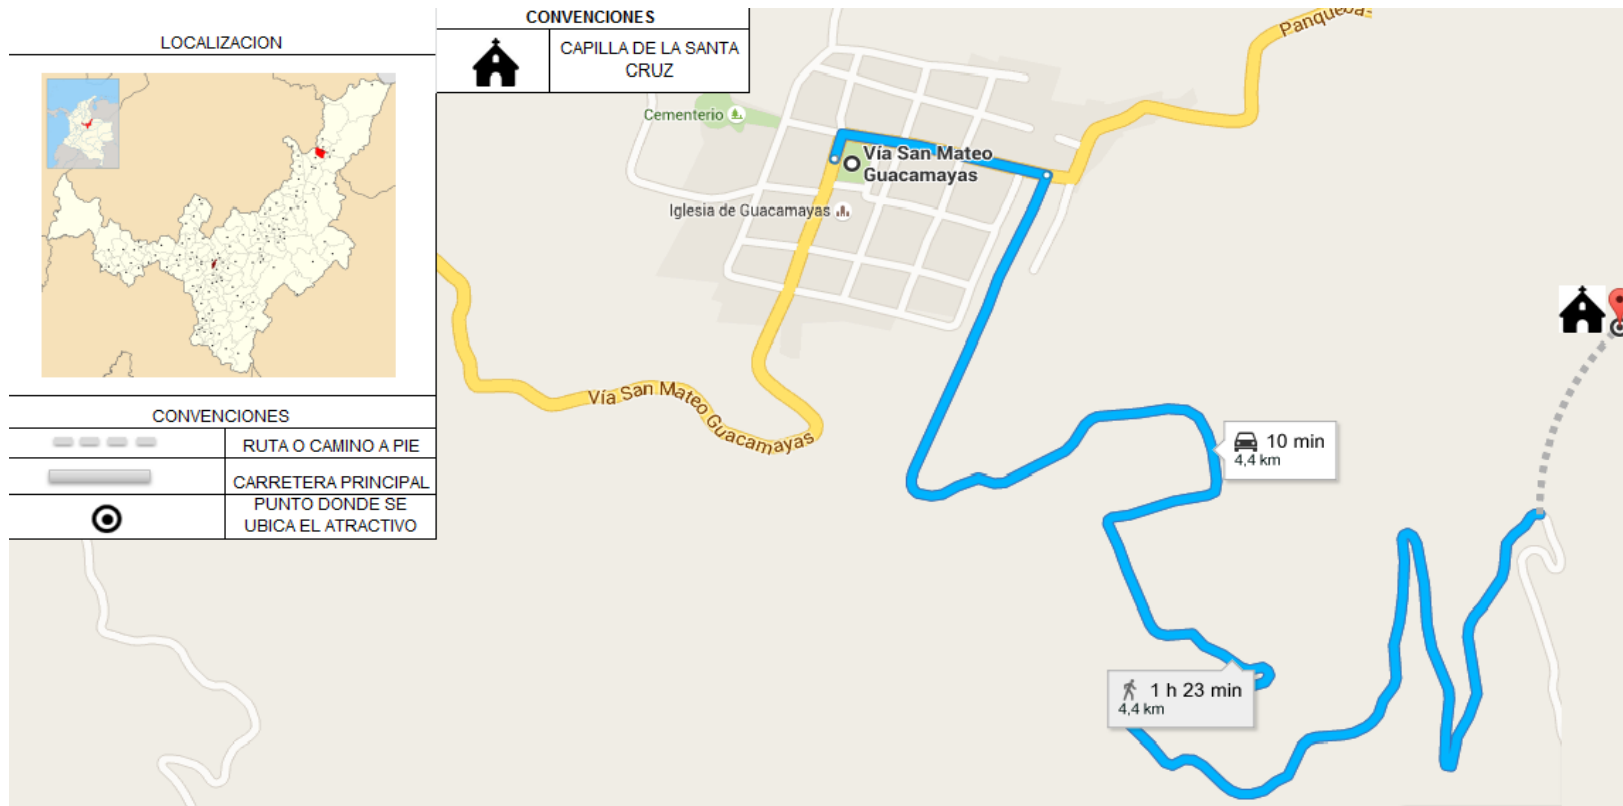 LOCALIZACION
CONVENCIONES
RUTA O CAMINO A PIE
CARRETERA PRINCIPAL
PUNTO DONDE SE
UBICA EL ATRACTIVO
CONVENCIONES
CAPILLA DE LA SANTA
CRUZ
Panqueba
Cementerio
Vía San Mateo
Guacamayas
Iglesia de Guacamayas
Vía San Mateo Guacamayas
10 min
4,4 km
1 h 23 min
4,4 km